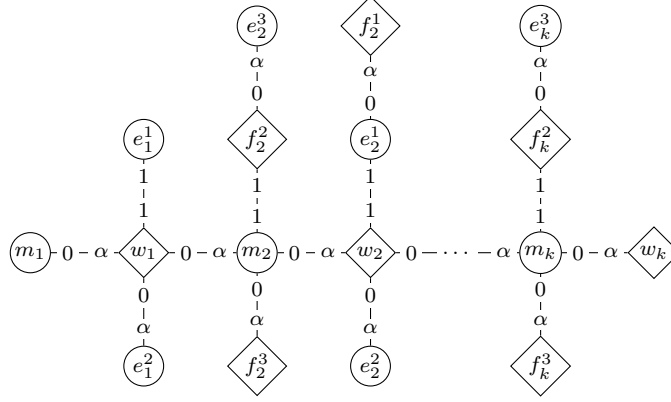 e_2^3 f_2^1 e_k^3
α α α
0 0 0
e_1^1 f_2^2 e_2^1 f_k^2
1 1 1 1
1 1 1 1
m_1 0 α w_1 0 α m_2 0 α w_2 0 ⋯ α m_k 0 α w_k
0 0 0 0
α α α α
e_1^2 f_2^3 e_2^2 f_k^3